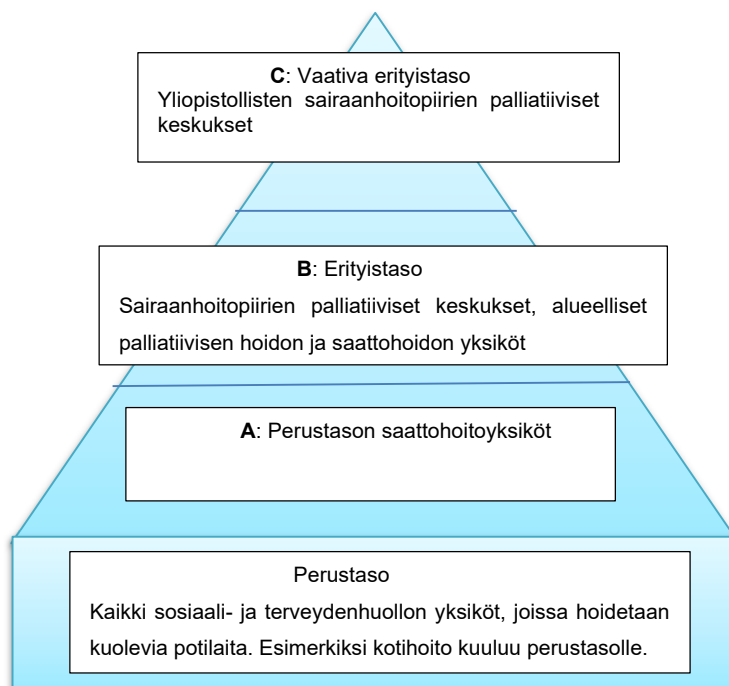 C: Vaativa erityistaso
Yliopistollisten sairaanhoitopiirien palliatiiviset
keskukset
B: Erityistaso
Sairaanhoitopiirien palliatiiviset keskukset, alueelliset
palliatiivisen hoidon ja saattohoidon yksiköt
A: Perustason saattohoitoyksiköt
Perustaso
Kaikki sosiaali- ja terveydenhuollon yksiköt, joissa hoidetaan
kuolevia potilaita. Esimerkiksi kotihoito kuuluu perustasolle.